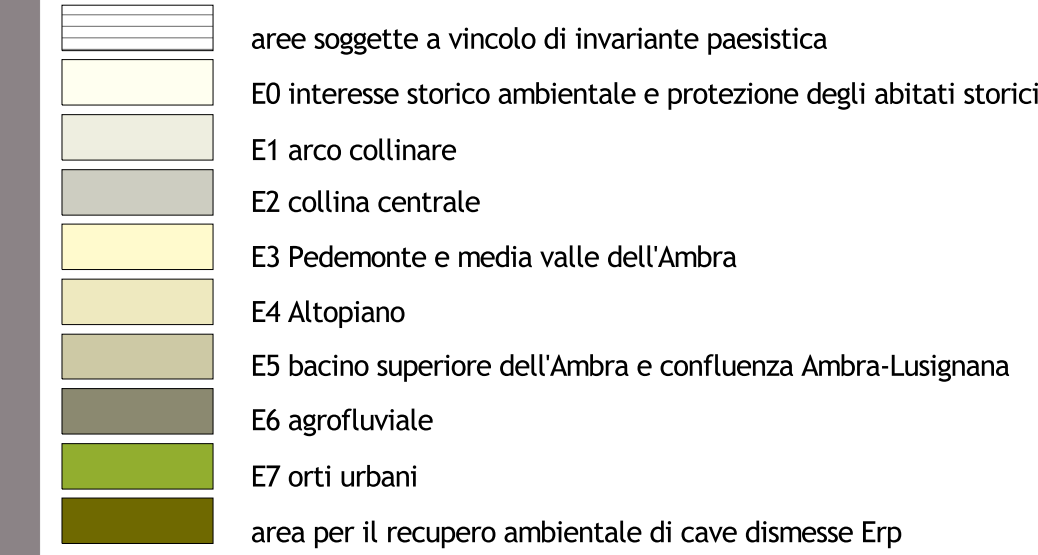 aree soggette a vincolo di invariante paesistica
E0 interesse storico ambientale e protezione degli abitati storici
E1 arco collinare
E2 collina centrale
E3 Pedemonte e media valle dell'Ambra
E4 Altopiano
E5 bacino superiore dell'Ambra e confluenza Ambra-Lusignana
E6 agrofluviale
E7 orti urbani
area per il recupero ambientale di cave dismesse Erp